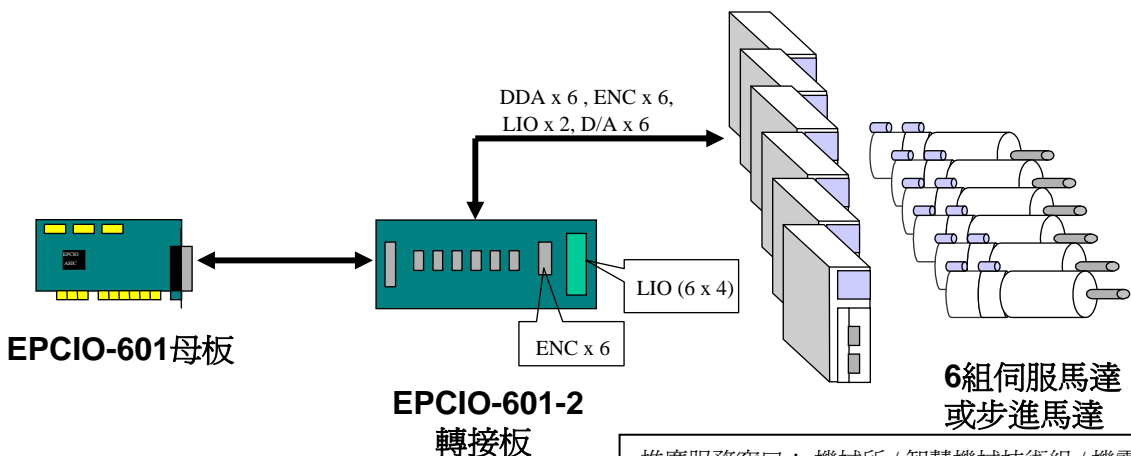 DDA x 6 , ENC x 6,
LIO x 2, D/A x 6
EPCIO
ASIC
LIO (6 x 4)
ENC x 6
EPCIO-601母板
EPCIO-601-2
轉接板
6組伺服馬達
或步進馬達